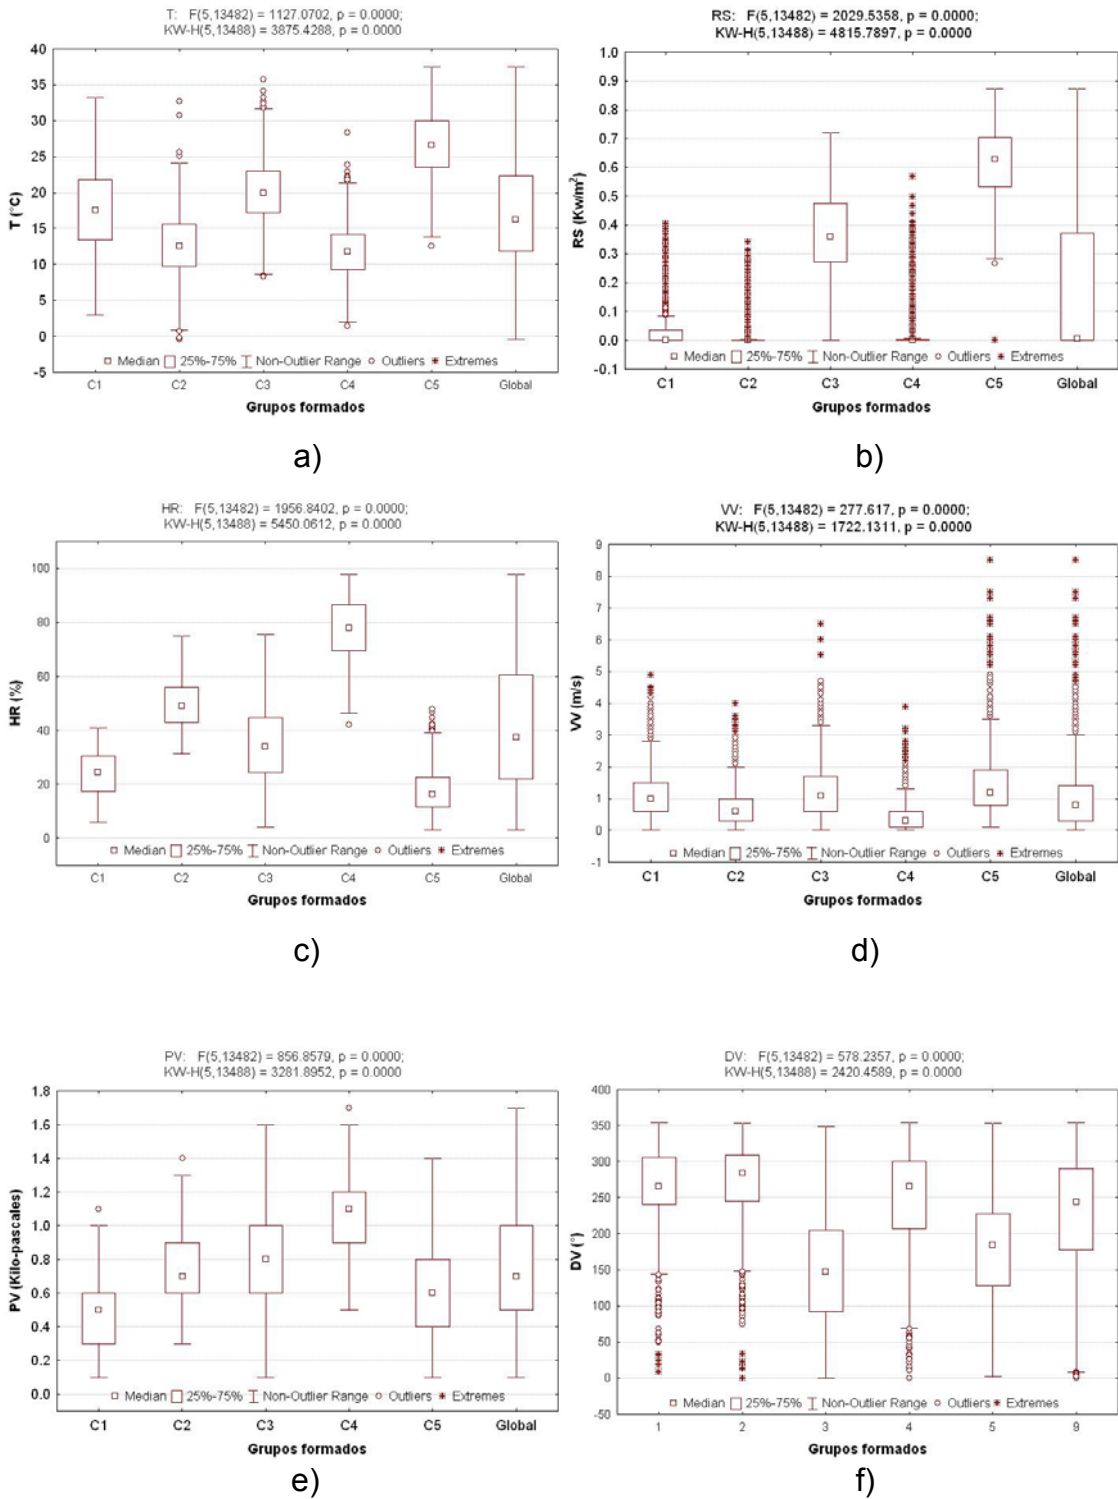 T: F(5,13482) = 1127.0702, p = 0.0000;
KW-H(5,13488) = 3875.4288, p = 0.0000
40
35
30
25
20
15
10
5
0
-5
T (°C)
Median 25%-75% Non-Outlier Range Outliers Extremes
C1 C2 C3 C4 C5 Global
Grupos formados
a)
RS: F(5,13482) = 2029.5358, p = 0.0000;
KW-H(5,13488) = 4815.7897, p = 0.0000
1.0
0.9
0.8
0.7
0.6
0.5
0.4
0.3
0.2
0.1
0.0
-0.1
RS (Kw/m²)
Median 25%-75% Non-Outlier Range Outliers Extremes
C1 C2 C3 C4 C5 Global
Grupos formados
b)
HR: F(5,13482) = 1956.8402, p = 0.0000;
KW-H(5,13488) = 5450.0612, p = 0.0000
100
80
60
40
20
0
HR (%)
Median 25%-75% Non-Outlier Range Outliers Extremes
C1 C2 C3 C4 C5 Global
Grupos formados
c)
VV: F(5,13482) = 277.617, p = 0.0000;
KW-H(5,13488) = 1722.1311, p = 0.0000
9
8
7
6
5
4
3
2
1
0
-1
VV (m/s)
Median 25%-75% Non-Outlier Range Outliers Extremes
C1 C2 C3 C4 C5 Global
Grupos formados
d)
PV: F(5,13482) = 856.8579, p = 0.0000;
KW-H(5,13488) = 3281.8952, p = 0.0000
1.8
1.6
1.4
1.2
1.0
0.8
0.6
0.4
0.2
0.0
PV (Kilo-pascales)
Median 25%-75% Non-Outlier Range Outliers Extremes
C1 C2 C3 C4 C5 Global
Grupos formados
e)
DV: F(5,13482) = 578.2357, p = 0.0000;
KW-H(5,13488) = 2420.4589, p = 0.0000
400
350
300
250
200
150
100
50
0
-50
DV (°)
Median 25%-75% Non-Outlier Range Outliers Extremes
1 2 3 4 5 9
Grupos formados
f)